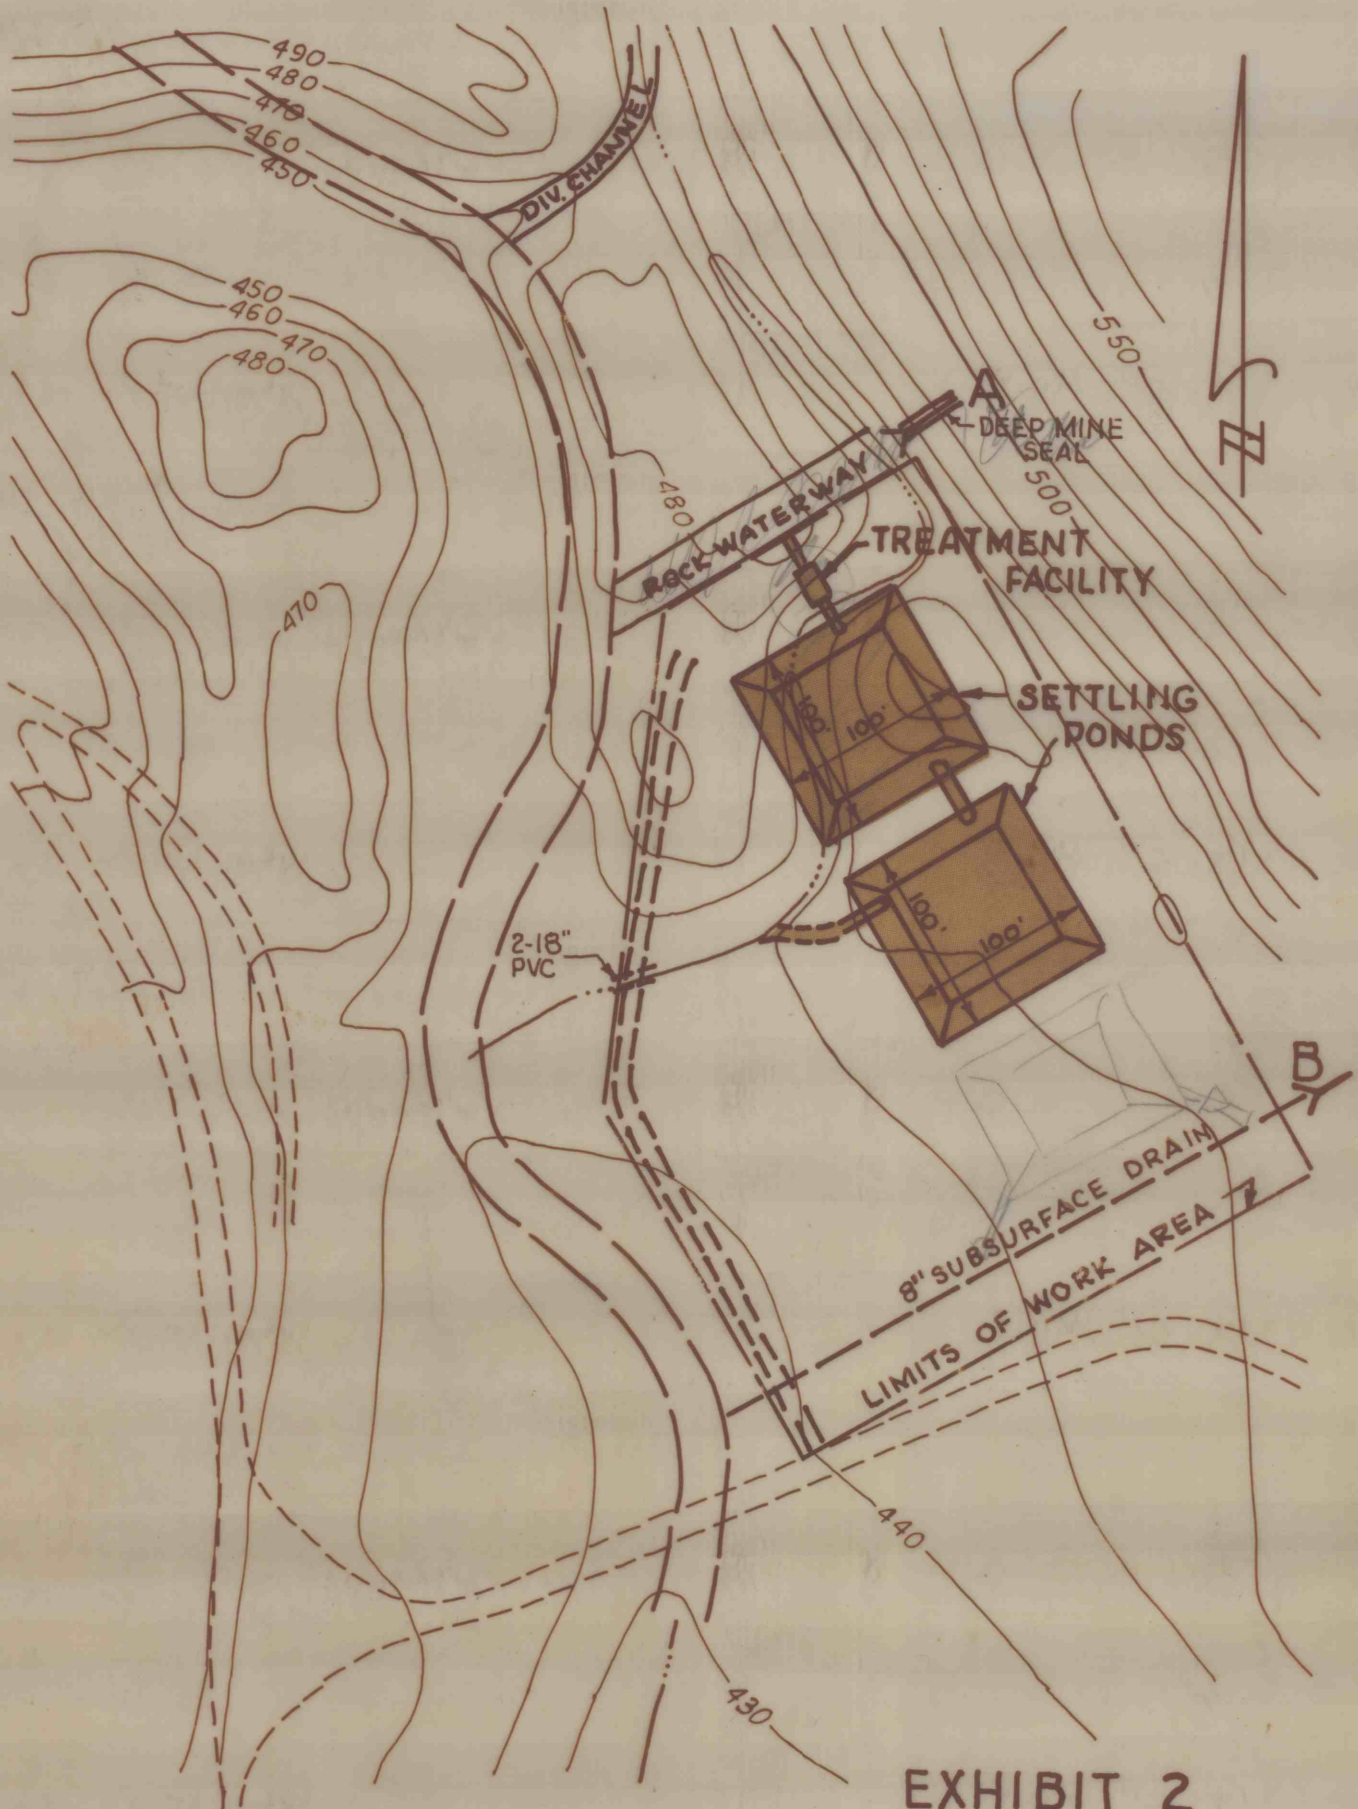 490
480
470
460
450
DIV. CHANNEL
450
460
470
480
550
A
DEEP MINE
SEAL
500
480
ROCK WATERWAY
TREATMENT
FACILITY
470
SETTLING
PONDS
100'
100'
100'
100'
2-18"
PVC
B
8" SUBSURFACE DRAIN
LIMITS OF WORK AREA
440
430
EXHIBIT 2
N